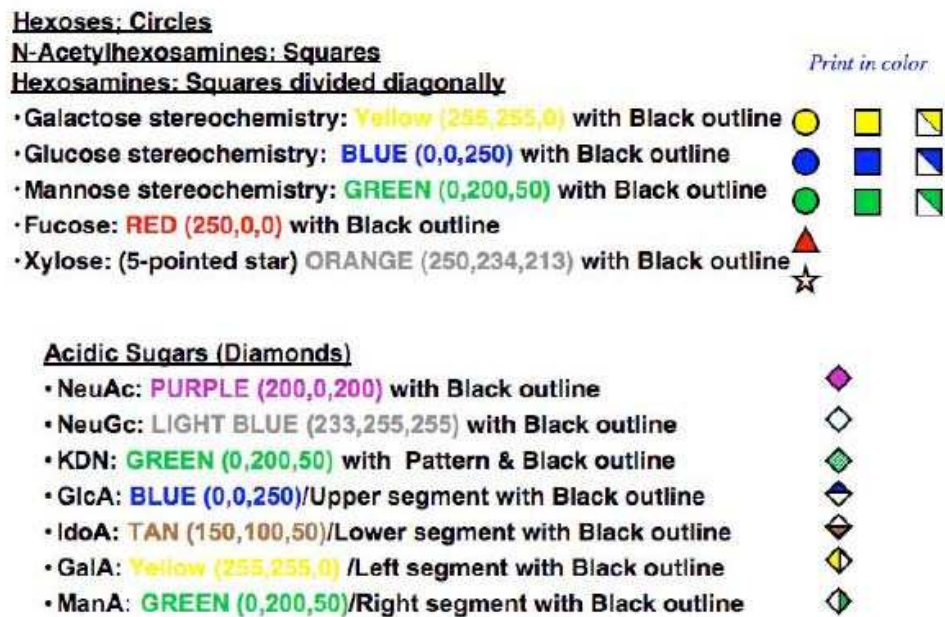 Hexoses: Circles
N-Acetylhexosamines: Squares
Hexosamines: Squares divided diagonally
Print in color
·Galactose stereochemistry: Yellow (255,255,0) with Black outline
·Glucose stereochemistry: BLUE (0,0,250) with Black outline
·Mannose stereochemistry: GREEN (0,200,50) with Black outline
·Fucose: RED (250,0,0) with Black outline
·Xylose: (5-pointed star) ORANGE (250,234,213) with Black outline
Acidic Sugars (Diamonds)
·NeuAc: PURPLE (200,0,200) with Black outline
·NeuGc: LIGHT BLUE (233,255,255) with Black outline
·KDN: GREEN (0,200,50) with Pattern & Black outline
·GlcA: BLUE (0,0,250)/Upper segment with Black outline
·IdoA: TAN (150,100,50)/Lower segment with Black outline
·GalA: Yellow (255,255,0) /Left segment with Black outline
·ManA: GREEN (0,200,50)/Right segment with Black outline